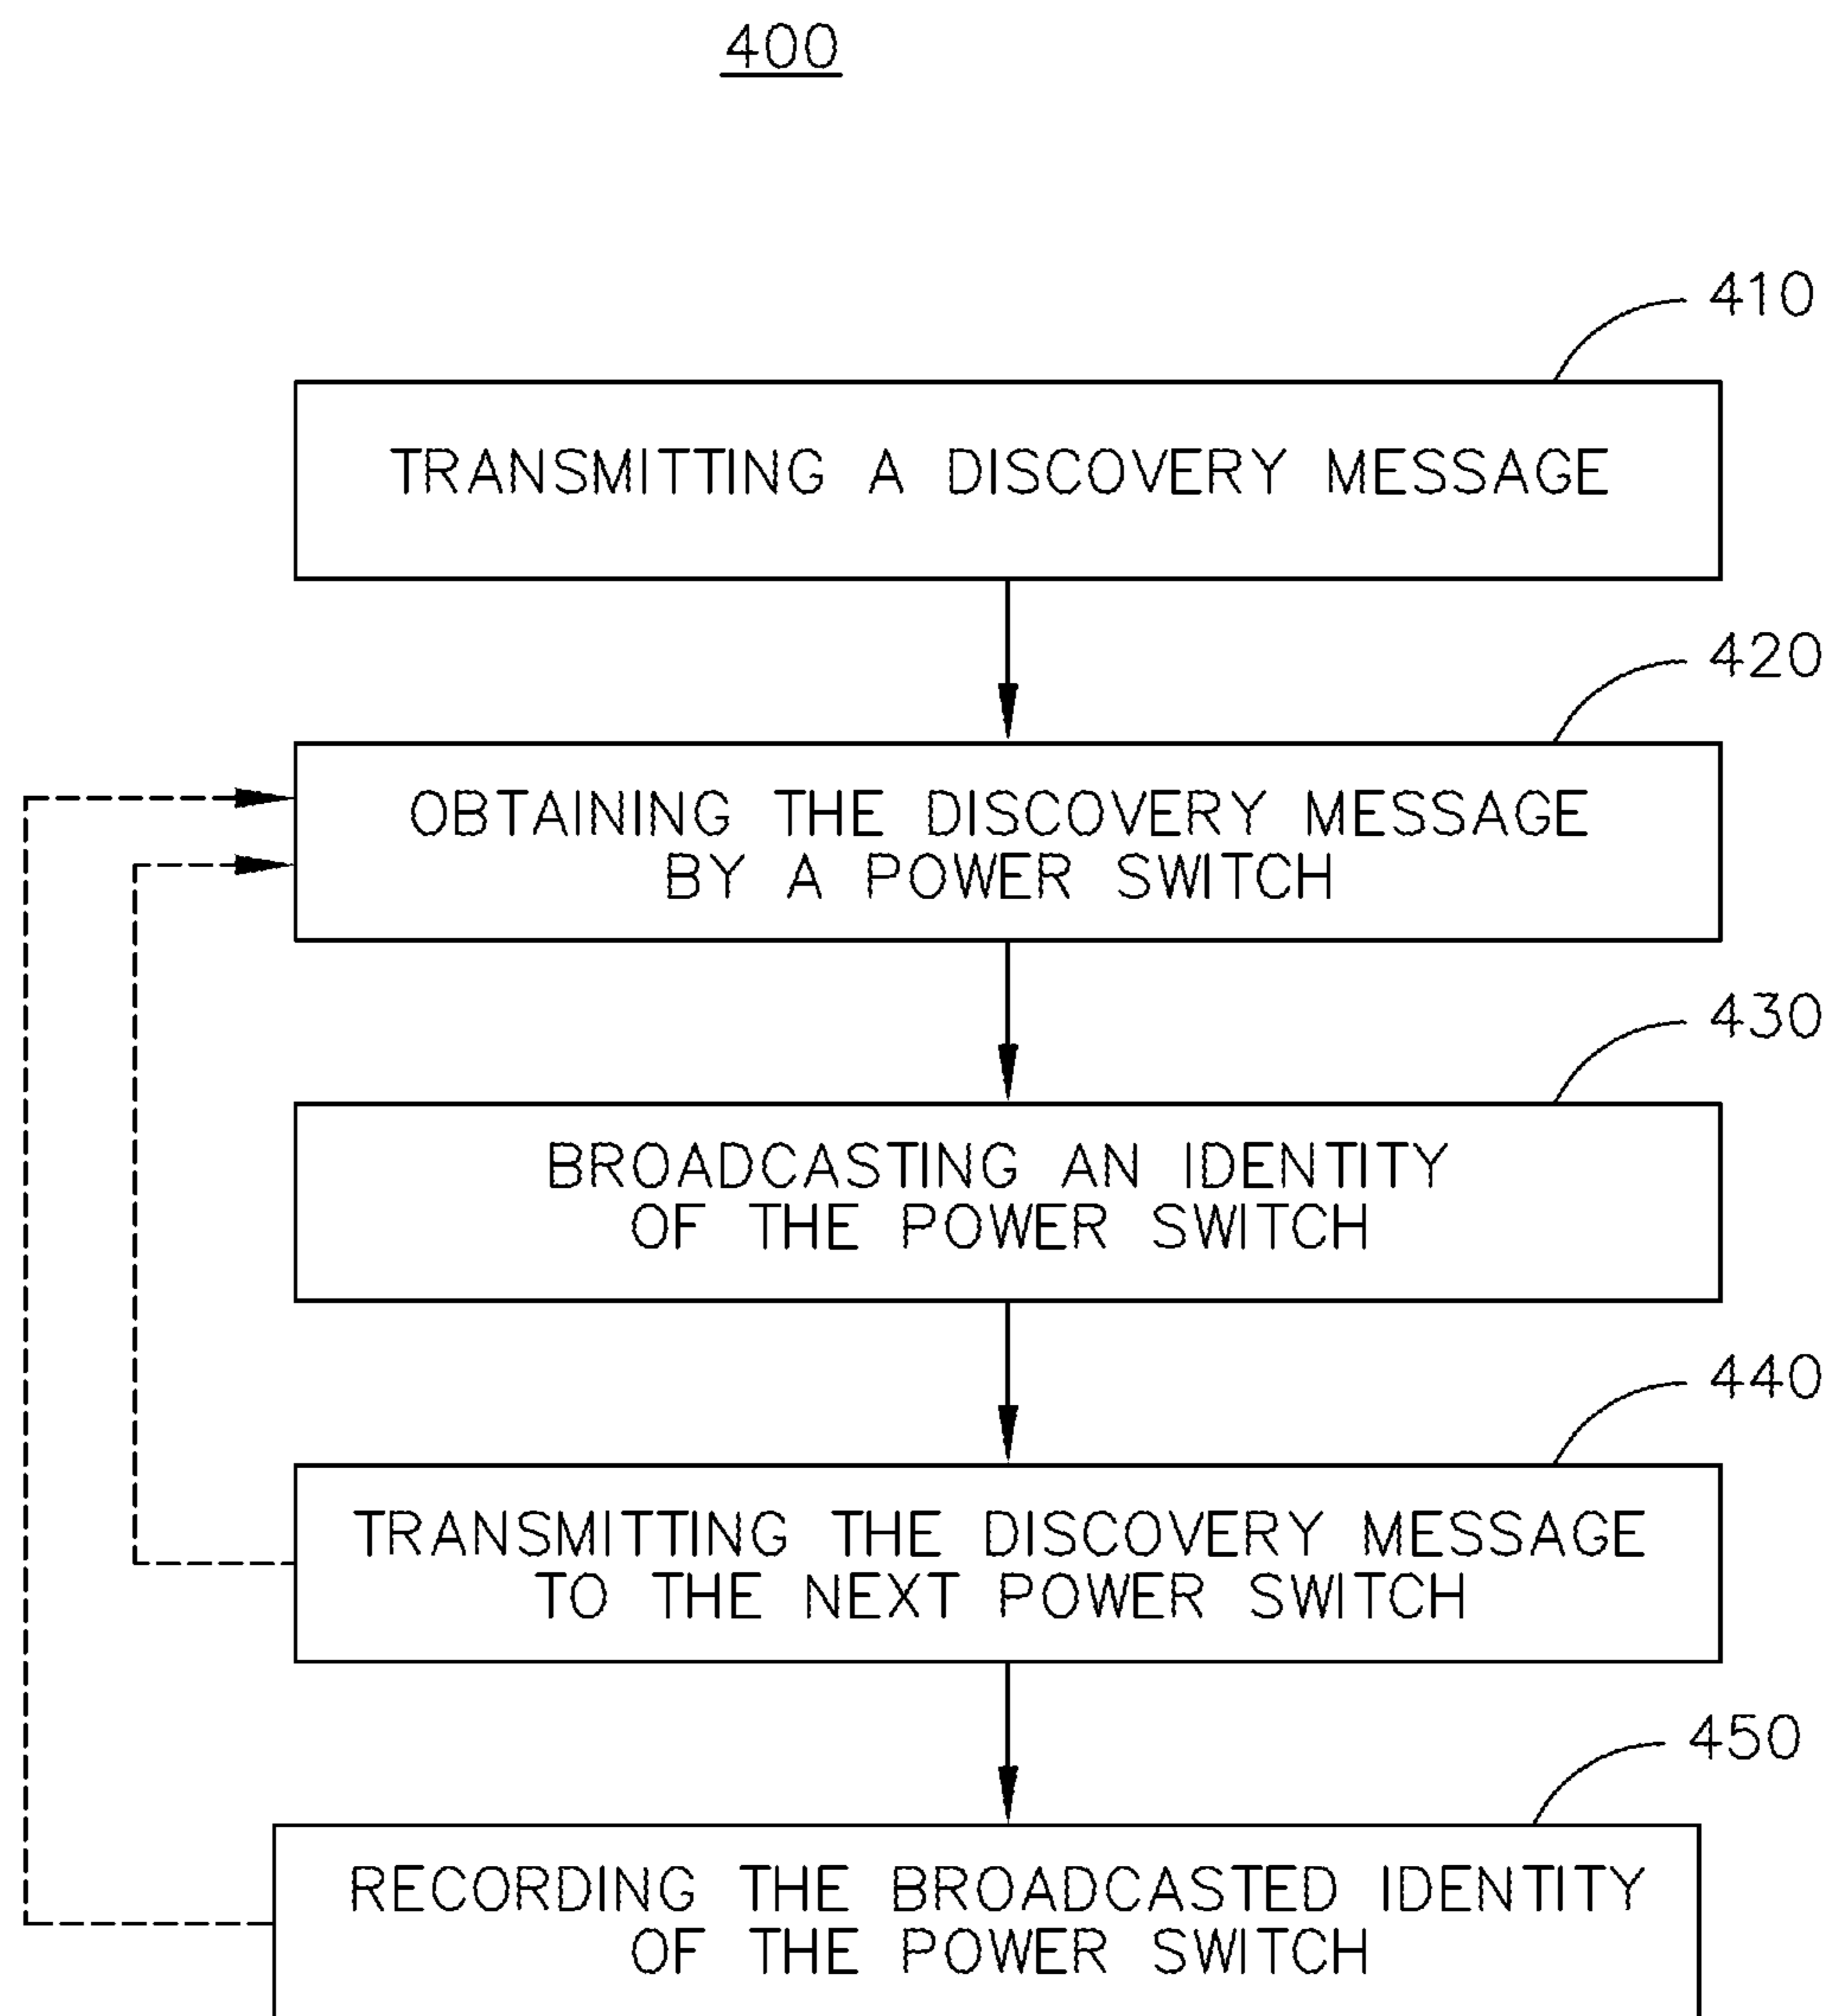 400
410
TRANSMITTING A DISCOVERY MESSAGE
420
OBTAINING THE DISCOVERY MESSAGE
BY A POWER SWITCH
430
BROADCASTING AN IDENTITY
OF THE POWER SWITCH
440
TRANSMITTING THE DISCOVERY MESSAGE
TO THE NEXT POWER SWITCH
450
RECORDING THE BROADCASTED IDENTITY
OF THE POWER SWITCH